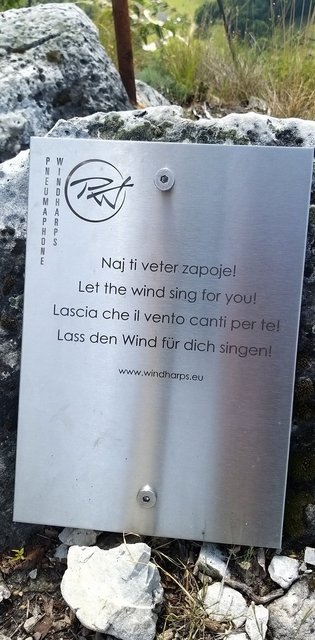 PNEUMAPHONE
WINDHARPS
PW
Naj ti veter zapoje!
Let the wind sing for you!
Lascia che il vento canti per te!
Lass den Wind für dich singen!
www.windharps.eu